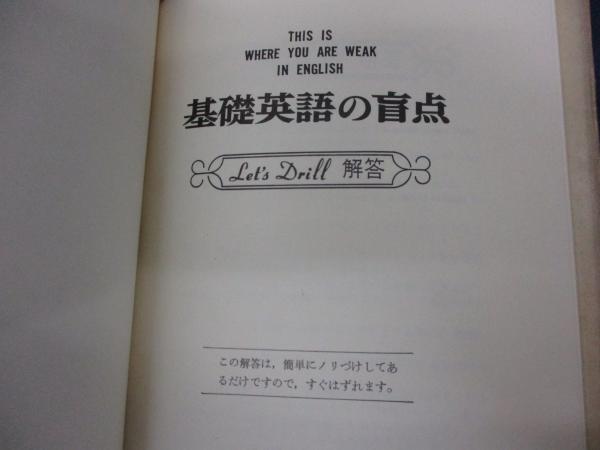 THIS IS
WHERE YOU ARE WEAK
IN ENGLISH
基礎英語の盲点
Let's Drill 解答
この解答は，簡単にノリづけしてあ
るだけですので，すぐはずれます。